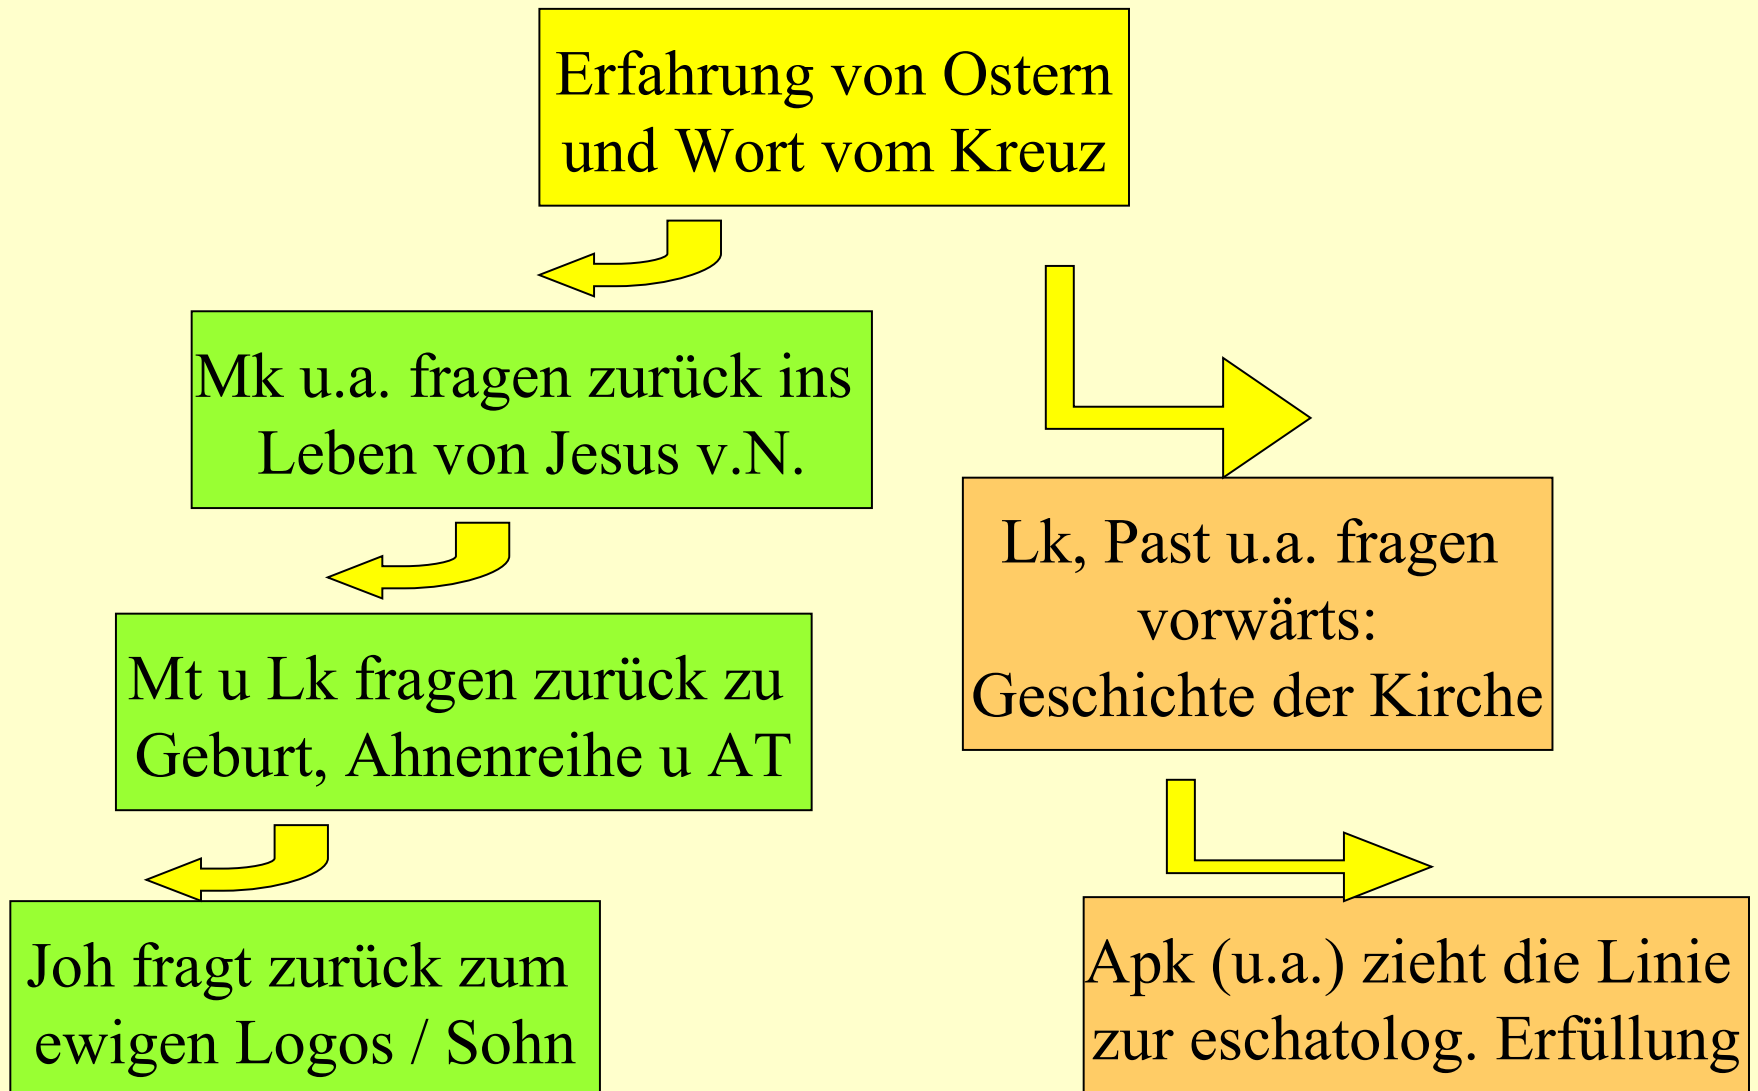 Erfahrung von Ostern
und Wort vom Kreuz
Mk u.a. fragen zurück ins
Leben von Jesus v.N.
Mt u Lk fragen zurück zu
Geburt, Ahnenreihe u AT
Joh fragt zurück zum
ewigen Logos / Sohn
Lk, Past u.a. fragen
vorwärts:
Geschichte der Kirche
Apk (u.a.) zieht die Linie
zur eschatolog. Erfüllung